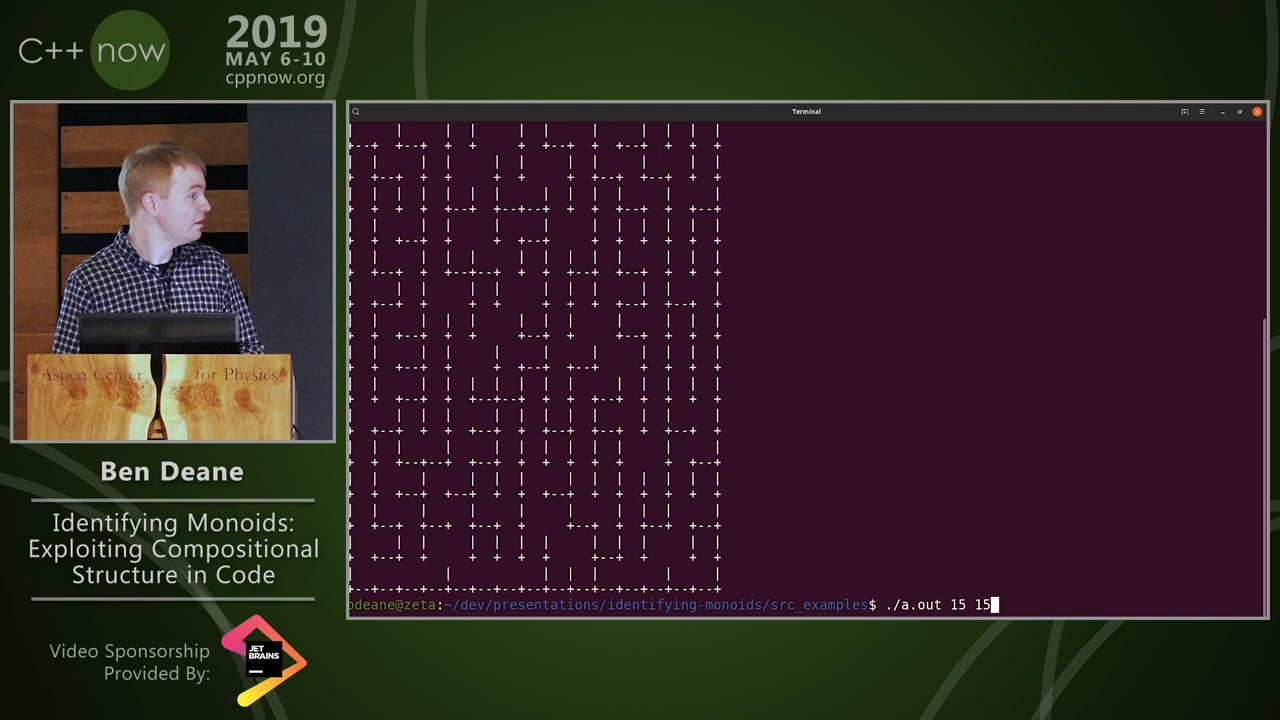 C++ now
2019
MAY 6-10
cppnow.org
Terminal
Aspen Center for Physics
Ben Deane
Identifying Monoids:
Exploiting Compositional
Structure in Code
Video Sponsorship
Provided By:
JET
BRAINS
bdeane@zeta:~/dev/presentations/identifying-monoids/src_examples$ ./a.out 15 15